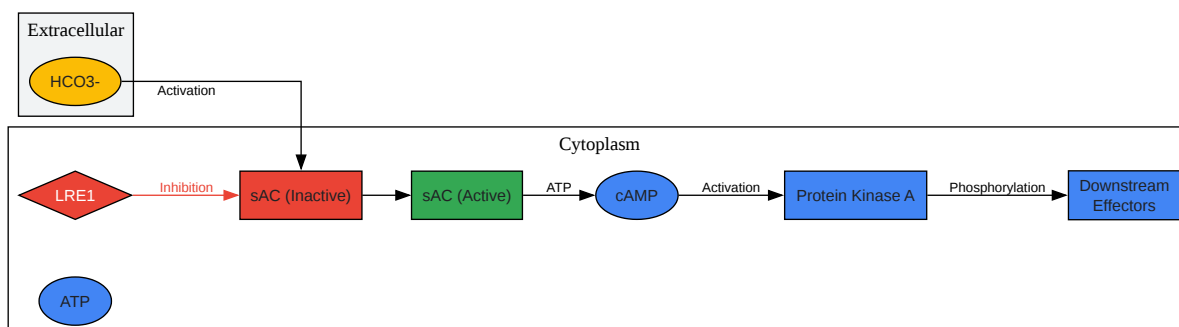 Extracellular
HCO3-
Activation
Cytoplasm
LRE1
Inhibition
sAC (Inactive)
sAC (Active)
ATP
cAMP
Activation
Protein Kinase A
Phosphorylation
Downstream
Effectors
ATP